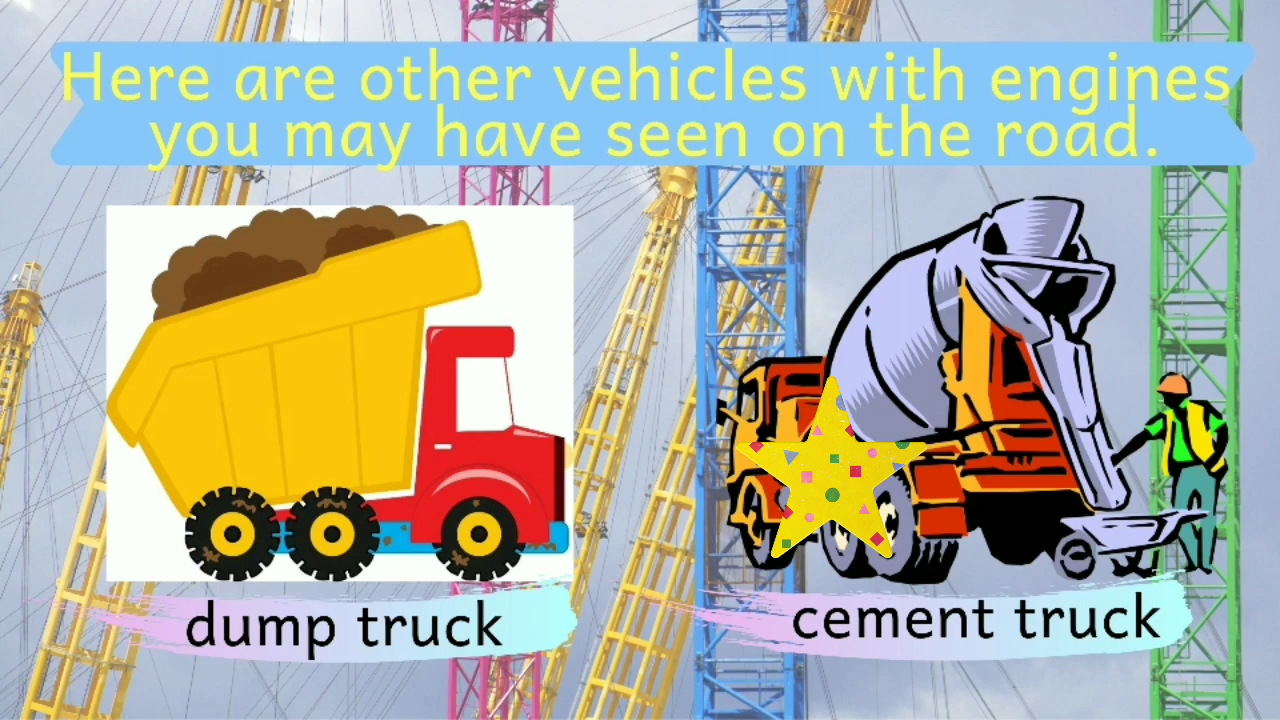 Here are other vehicles with engines
you may have seen on the road.
dump truck
cement truck